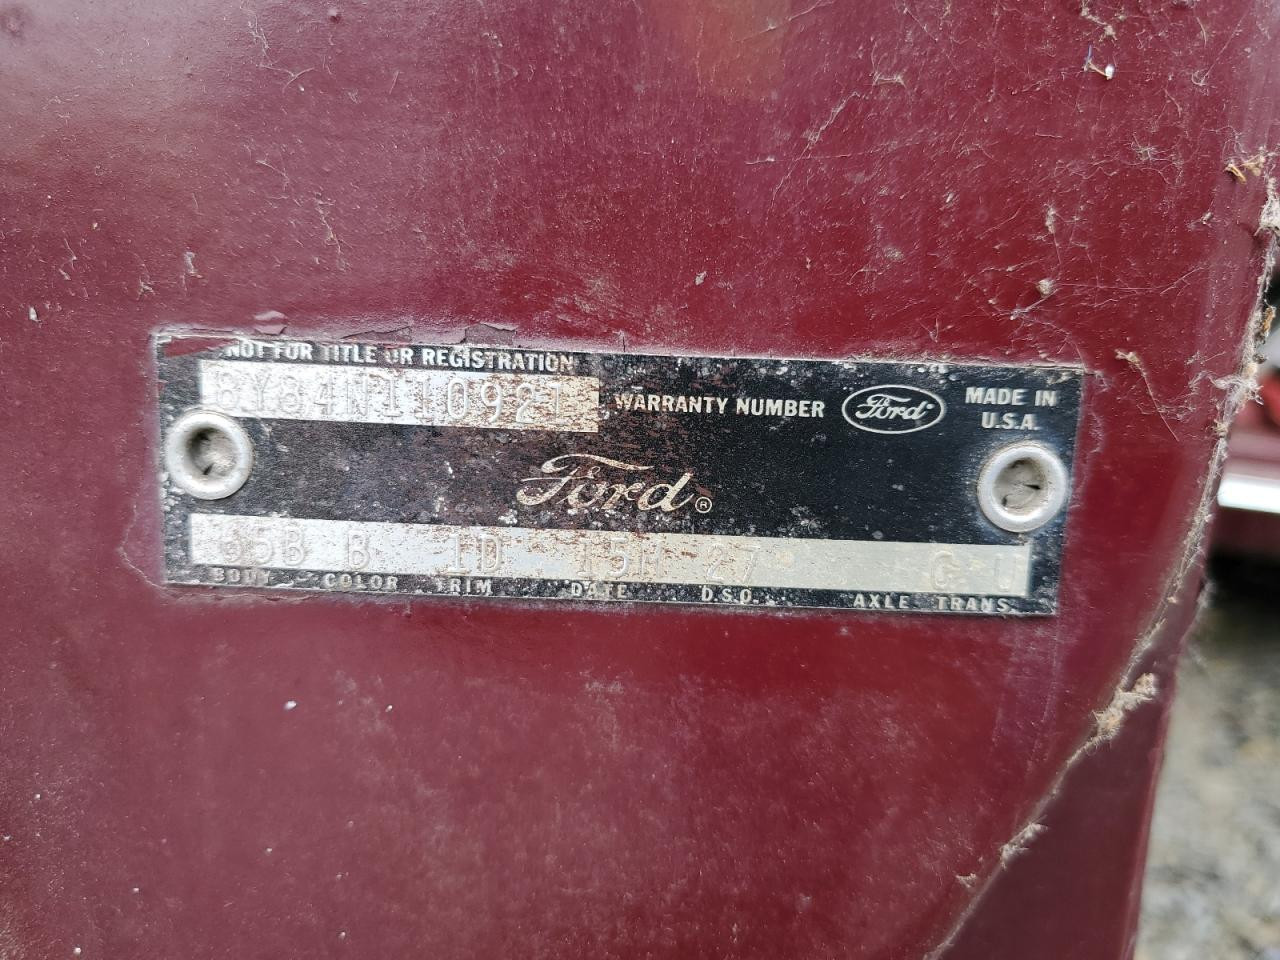 NOT FOR TITLE OR REGISTRATION
8Y84N110921 WARRANTY NUMBER Ford MADE IN
U.S.A.
Ford ®
65B B 1D 15H 27 G U
BODY COLOR TRIM DATE D.S.O. AXLE TRANS.